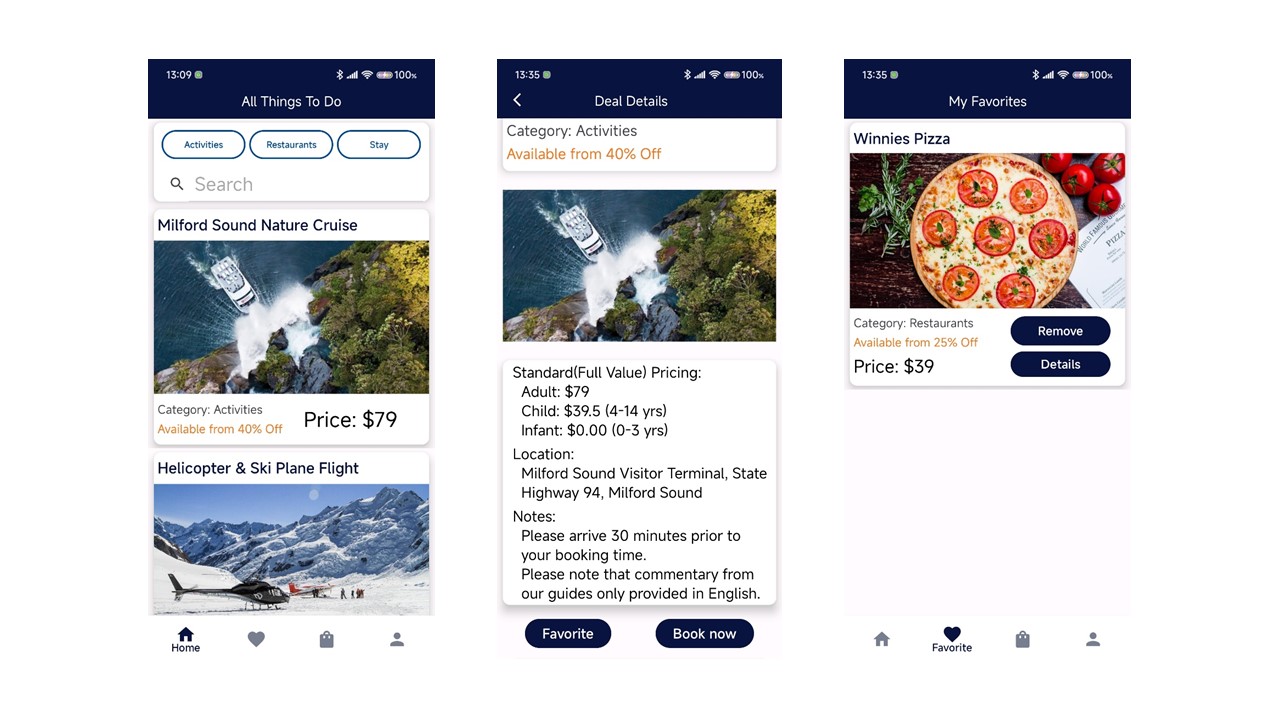 13:09
100%
All Things To Do
Activities
Restaurants
Stay
Search
Milford Sound Nature Cruise
Category: Activities
Available from 40% Off
Price: $79
Helicopter & Ski Plane Flight
Home
13:35
100%
Deal Details
Category: Activities
Available from 40% Off
Standard(Full Value) Pricing:
Adult: $79
Child: $39.5 (4-14 yrs)
Infant: $0.00 (0-3 yrs)
Location:
Milford Sound Visitor Terminal, State
Highway 94, Milford Sound
Notes:
Please arrive 30 minutes prior to
your booking time.
Please note that commentary from
our guides only provided in English.
Favorite
Book now
13:35
100%
My Favorites
Winnies Pizza
WORLD FAMOUS
PIZZA
Category: Restaurants
Available from 25% Off
Price: $39
Remove
Details
Favorite